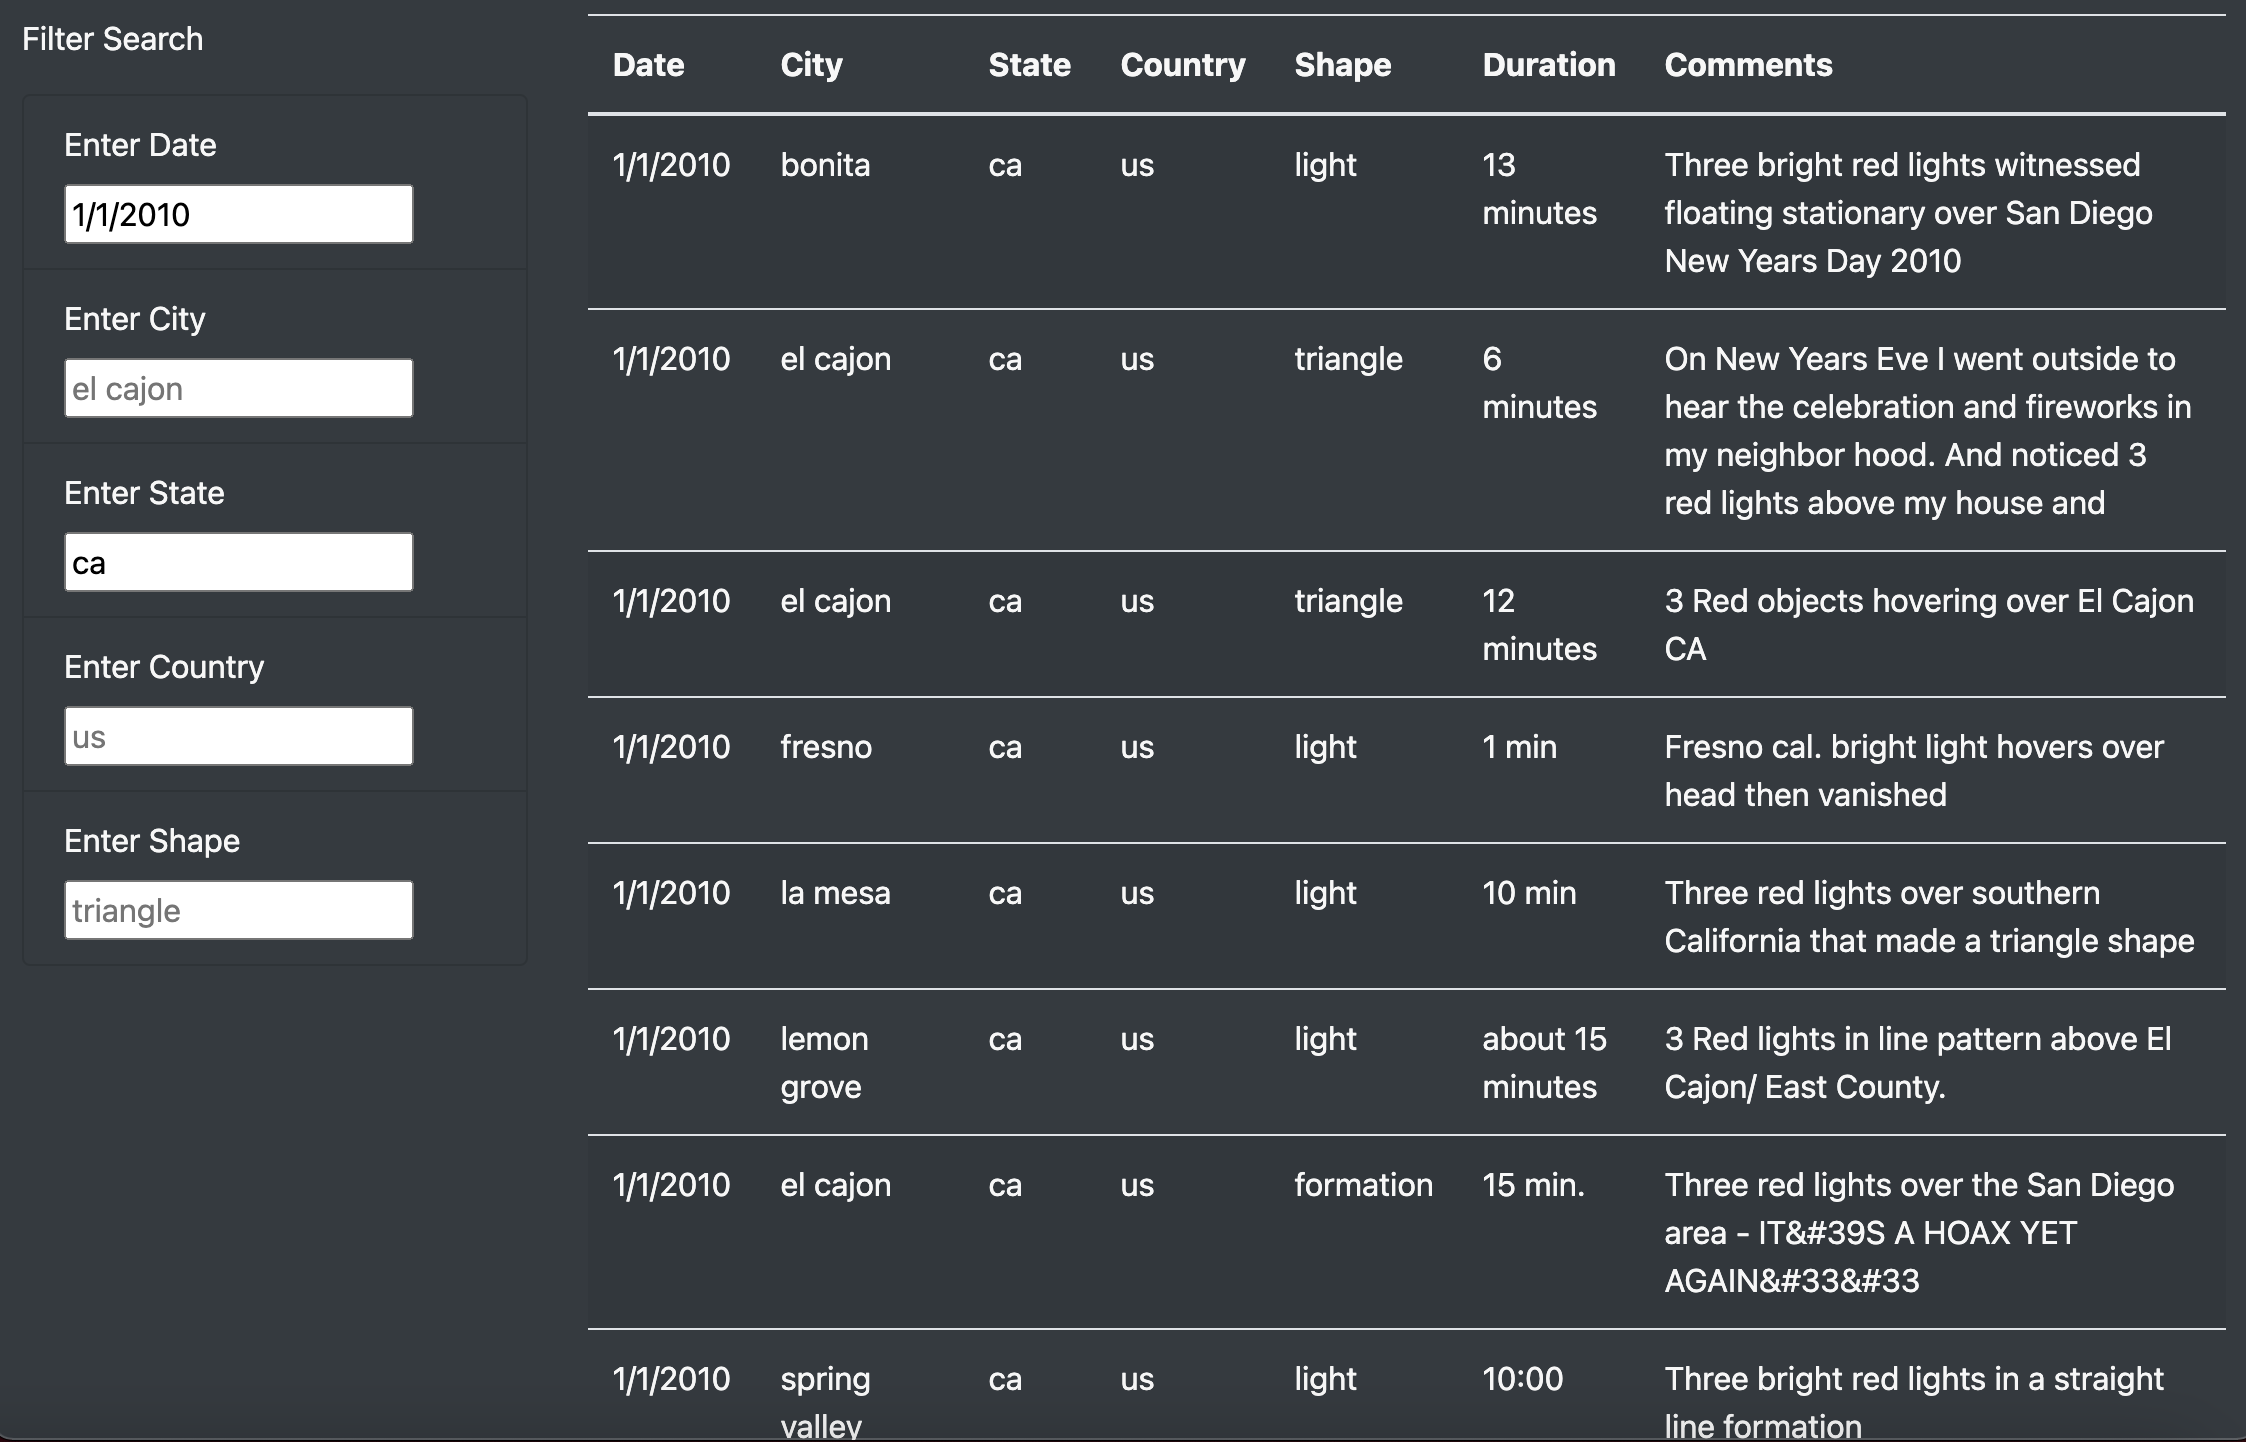 Filter Search
Enter Date
1/1/2010
Enter City
el cajon
Enter State
ca
Enter Country
us
Enter Shape
triangle
Date City State Country Shape Duration Comments
1/1/2010 bonita ca us light 13 Three bright red lights witnessed
minutes floating stationary over San Diego
New Years Day 2010
1/1/2010 el cajon ca us triangle 6 On New Years Eve I went outside to
minutes hear the celebration and fireworks in
my neighbor hood. And noticed 3
red lights above my house and
1/1/2010 el cajon ca us triangle 12 3 Red objects hovering over El Cajon
minutes CA
1/1/2010 fresno ca us light 1 min Fresno cal. bright light hovers over
head then vanished
1/1/2010 la mesa ca us light 10 min Three red lights over southern
California that made a triangle shape
1/1/2010 lemon ca us light about 15 3 Red lights in line pattern above El
grove minutes Cajon/ East County.
1/1/2010 el cajon ca us formation 15 min. Three red lights over the San Diego
area - IT&#39S A HOAX YET
AGAIN&#33&#33
1/1/2010 spring ca us light 10:00 Three bright red lights in a straight
valley line formation